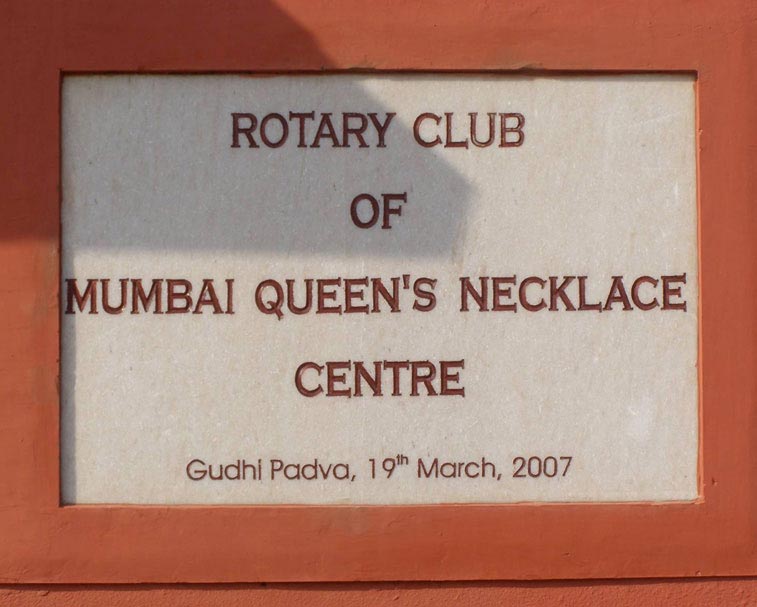 ROTARY CLUB
OF
MUMBAI QUEEN'S NECKLACE
CENTRE
Gudhi Padva, 19th March, 2007